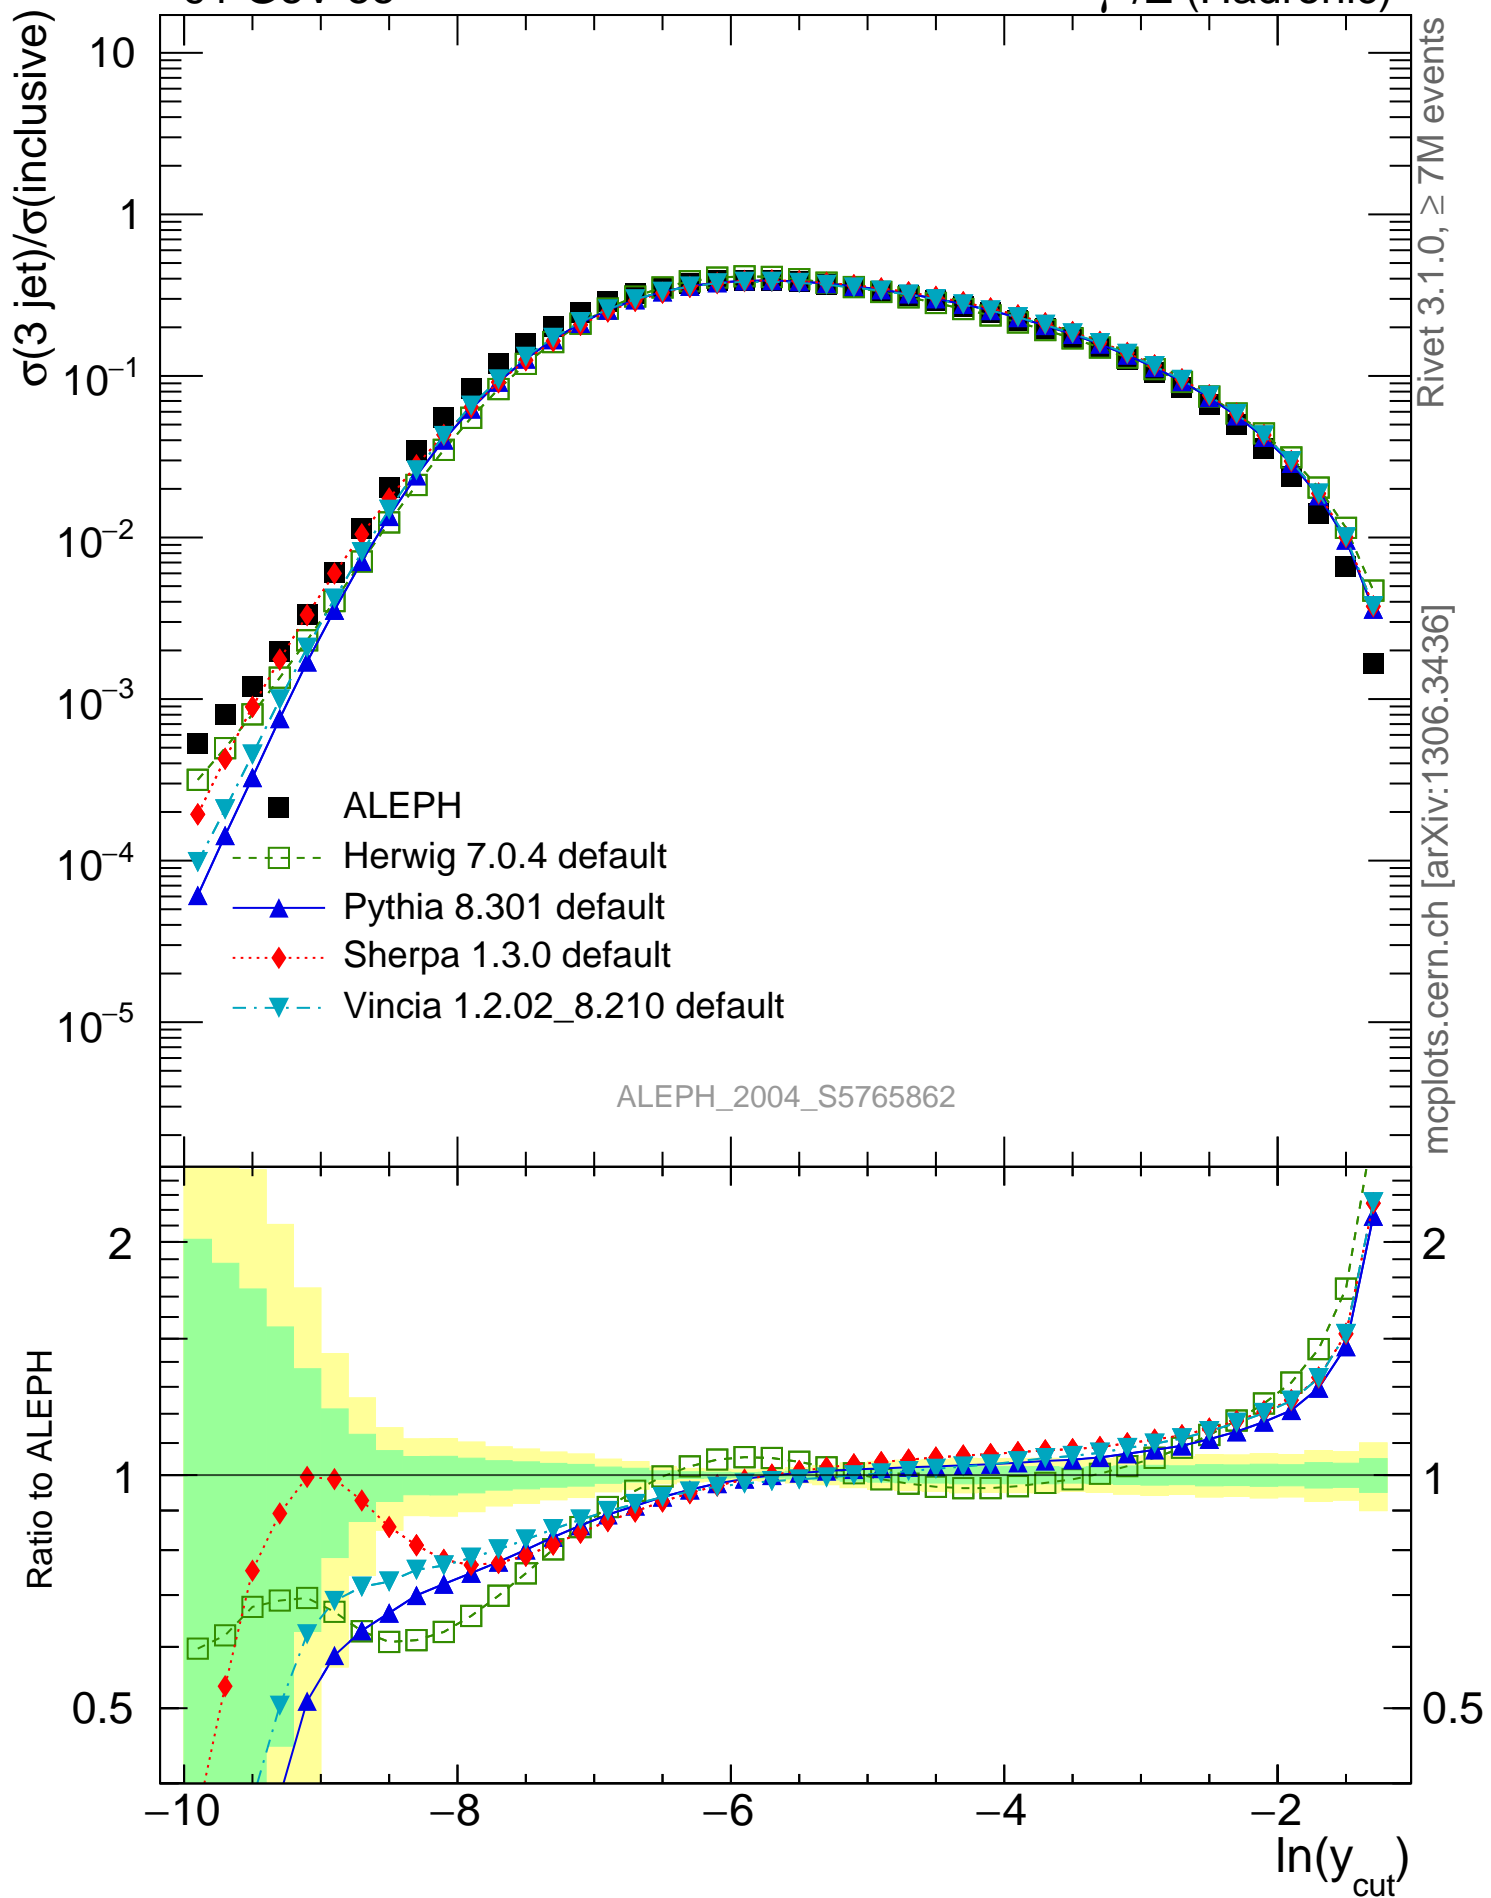 σ(3 jet)/σ(inclusive)
10
1
10⁻¹
10⁻²
10⁻³
10⁻⁴
10⁻⁵
ALEPH
Herwig 7.0.4 default
Pythia 8.301 default
Sherpa 1.3.0 default
Vincia 1.2.02_8.210 default
ALEPH_2004_S5765862
Rivet 3.1.0, ≥ 7M events
mcplots.cern.ch [arXiv:1306.3436]
Ratio to ALEPH
2
1
0.5
2
1
0.5
−10 −8 −6 −4 −2
ln(y_cut)